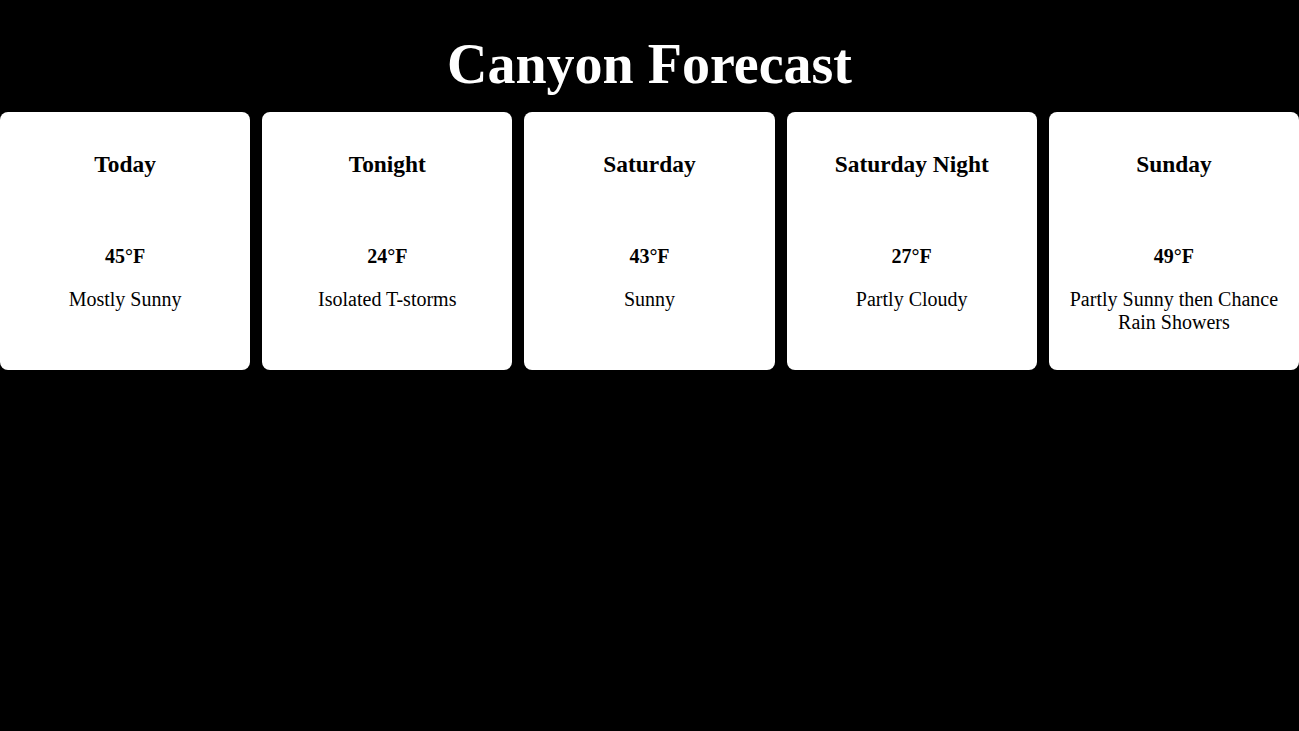 Canyon Forecast
Today
45°F
Mostly Sunny
Tonight
24°F
Isolated T-storms
Saturday
43°F
Sunny
Saturday Night
27°F
Partly Cloudy
Sunday
49°F
Partly Sunny then Chance
Rain Showers